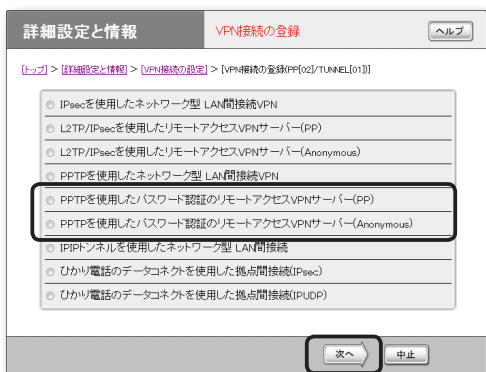 詳細設定と情報
VPN接続の登録
ヘルプ
[トップ] > [詳細設定と情報] > [VPN接続の設定] > [VPN接続の登録(PP[02]/TUNNEL[01])]
IPsecを使用したネットワーク型 LAN間接続VPN
L2TP/IPsecを使用したリモートアクセスVPNサーバー(PP)
L2TP/IPsecを使用したリモートアクセスVPNサーバー(Anonymous)
PPTPを使用したネットワーク型 LAN間接続VPN
PPTPを使用したパスワード認証のリモートアクセスVPNサーバー(PP)
PPTPを使用したパスワード認証のリモートアクセスVPNサーバー(Anonymous)
IPIPトンネルを使用したネットワーク型 LAN間接続
ひかり電話のデータコネクトを使用した拠点間接続(IPsec)
ひかり電話のデータコネクトを使用した拠点間接続(IPUDP)
次へ
中止